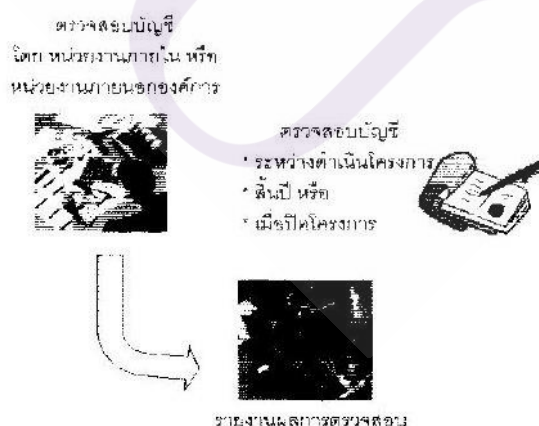 ตรวจสอบบัญชี
โดย หน่วยงานภายใน หรือ
หน่วยงานภายนอกองค์การ
ตรวจสอบบัญชี
* ระหว่างดำเนินโครงการ
* สิ้นปี หรือ
* เมื่อปิดโครงการ
รายงานผลการตรวจสอบ